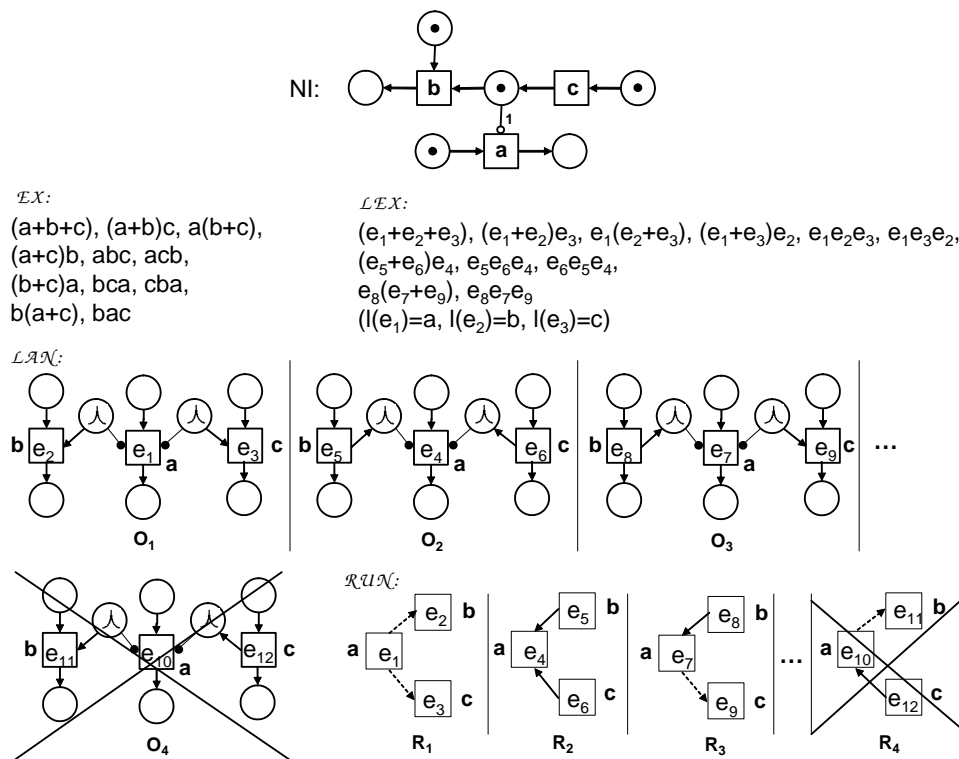 NI:
b
c
1
a
EX:
(a+b+c), (a+b)c, a(b+c),
(a+c)b, abc, acb,
(b+c)a, bca, cba,
b(a+c), bac
LEX:
(e₁+e₂+e₃), (e₁+e₂)e₃, e₁(e₂+e₃), (e₁+e₃)e₂, e₁e₂e₃, e₁e₃e₂,
(e₅+e₆)e₄, e₅e₆e₄, e₆e₅e₄,
e₈(e₇+e₉), e₈e₇e₉
(l(e₁)=a, l(e₂)=b, l(e₃)=c)
LAN:
b e₂ e₁ a e₃ c
O₁
b e₅ e₄ a e₆ c
O₂
b e₈ e₇ a e₉ c
O₃
...
b e₁₁ e₁₀ a e₁₂ c
O₄
RUN:
e₂ b
a e₁
e₃ c
R₁
e₅ b
a e₄
e₆ c
R₂
e₈ b
a e₇
e₉ c
R₃
...
e₁₁ b
a e₁₀
e₁₂ c
R₄